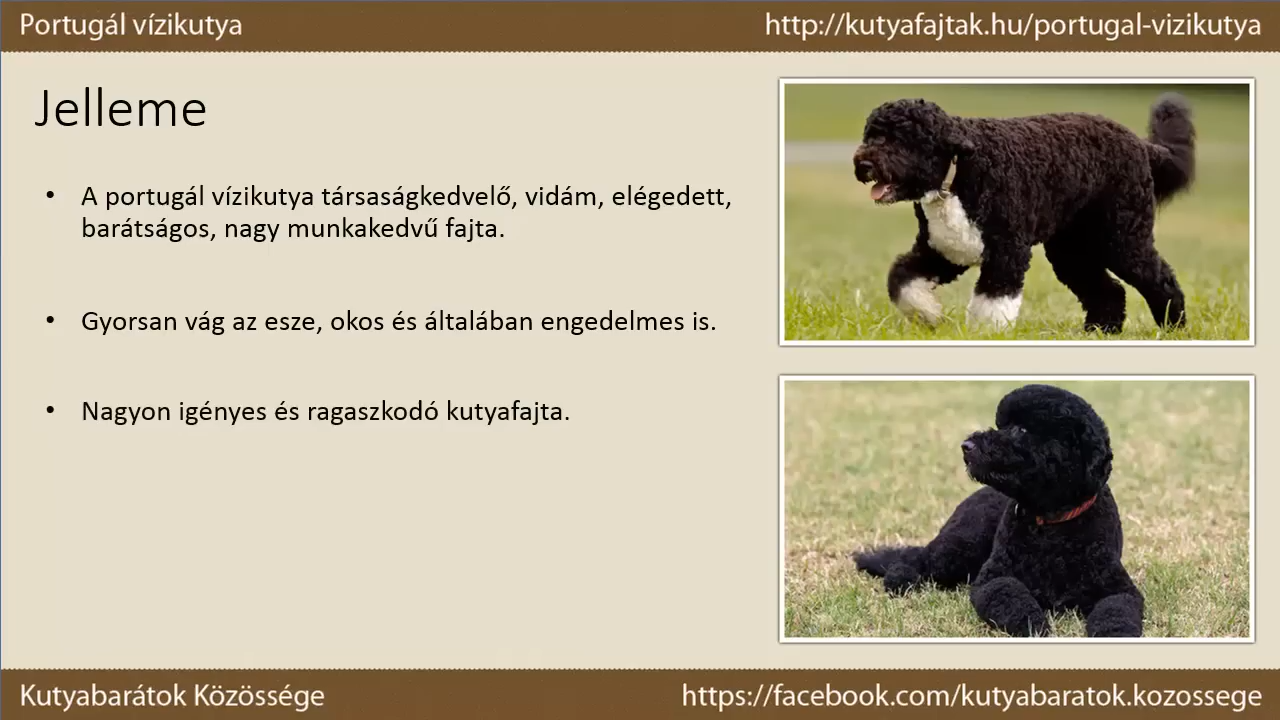 Portugál vízikutya
http://kutyafajtak.hu/portugal-vizikutya
Jelleme
• A portugál vízikutya társaságkedvelő, vidám, elégedett,
barátságos, nagy munkakedvű fajta.
• Gyorsan vág az esze, okos és általában engedelmes is.
• Nagyon igényes és ragaszkodó kutyafajta.
Kutyabarátok Közössége
https://facebook.com/kutyabaratok.kozossege